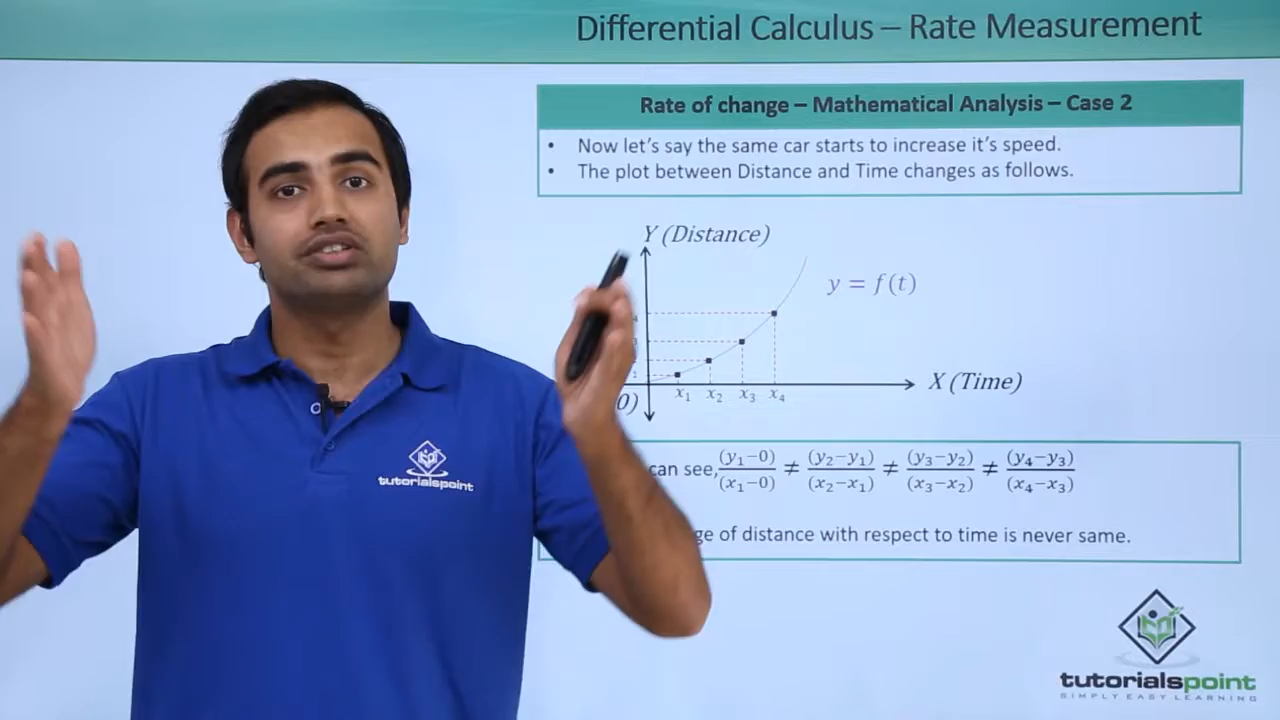 Differential Calculus – Rate Measurement
Rate of change – Mathematical Analysis – Case 2
• Now let's say the same car starts to increase it's speed.
• The plot between Distance and Time changes as follows.
Y (Distance)
y = f(t)
X (Time)
x₁ x₂ x₃ x₄
0)
can see, (y₁−0)/(x₁−0) ≠ (y₂−y₁)/(x₂−x₁) ≠ (y₃−y₂)/(x₃−x₂) ≠ (y₄−y₃)/(x₄−x₃)
of distance with respect to time is never same.
tutorialspoint
tutorialspoint
SIMPLY EASY LEARNING